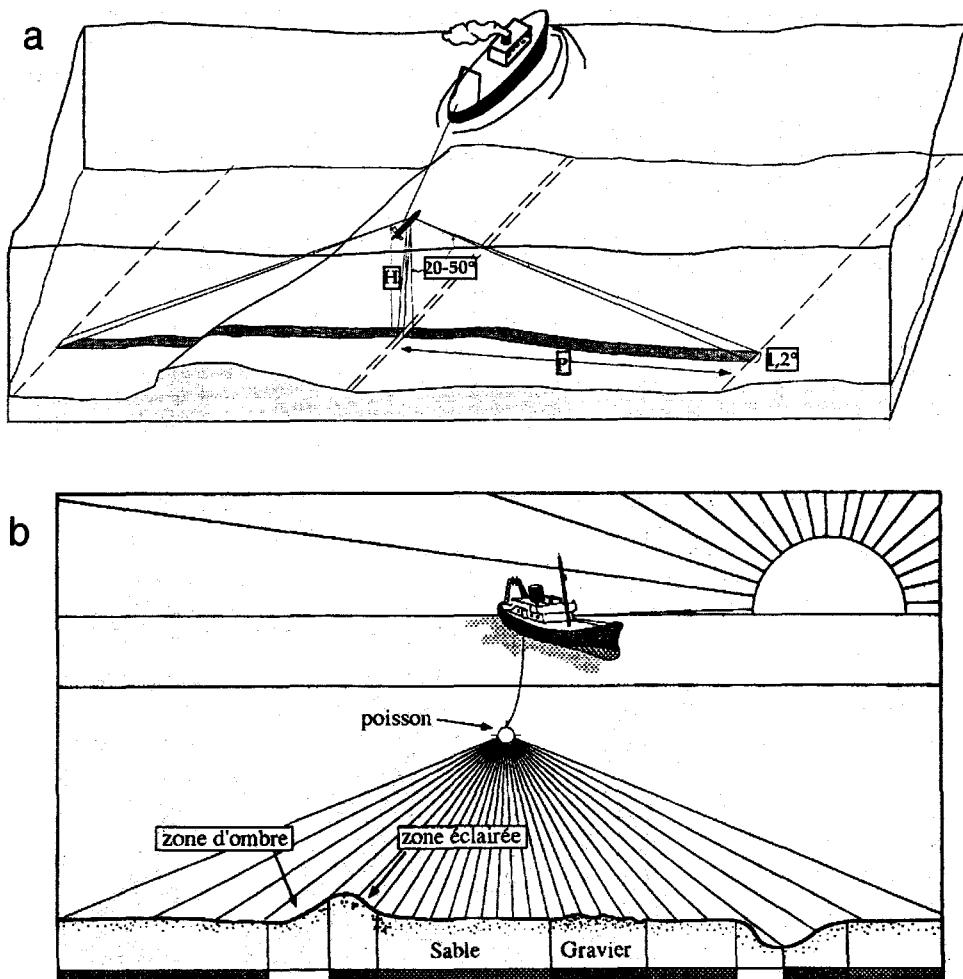 a
H
20-50°
P
1,2°
b
poisson
zone d'ombre
zone éclairée
Sable
Gravier